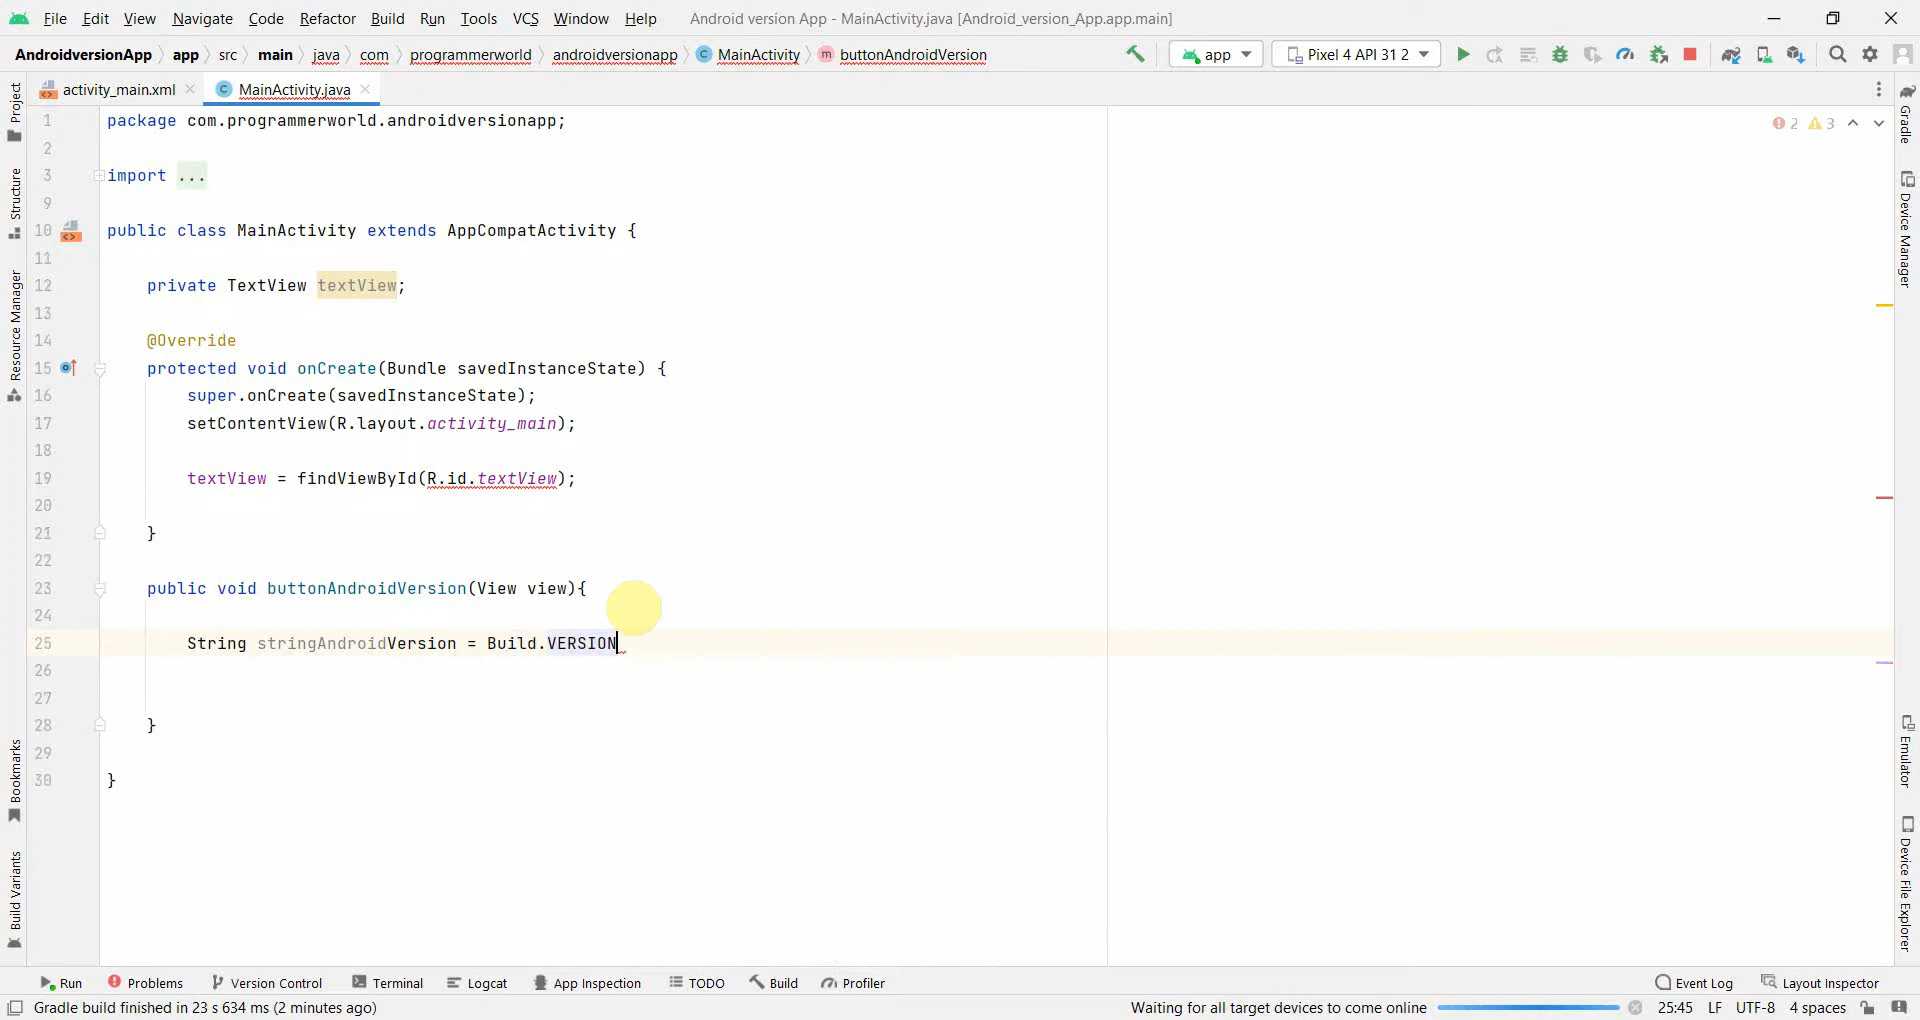 File Edit View Navigate Code Refactor Build Run Tools VCS Window Help Android version App - MainActivity.java [Android_version_App.app.main]
AndroidversionApp app src main java com programmerworld androidversionapp C MainActivity m buttonAndroidVersion app Pixel 4 API 31 2
activity_main.xml C MainActivity.java
1 package com.programmerworld.androidversionapp;
2 3
2
3 import ...
9
10 public class MainActivity extends AppCompatActivity {
11
12 private TextView textView;
13
14 @Override
15 protected void onCreate(Bundle savedInstanceState) {
16 super.onCreate(savedInstanceState);
17 setContentView(R.layout.activity_main);
18
19 textView = findViewById(R.id.textView);
20
21 }
22
23 public void buttonAndroidVersion(View view){
24
25 String stringAndroidVersion = Build.VERSION
26
27
28 }
29
30 }
Project
Structure
Resource Manager
Bookmarks
Build Variants
Gradle
Device Manager
Emulator
Device File Explorer
Run Problems Version Control Terminal Logcat App Inspection TODO Build Profiler Event Log Layout Inspector
Gradle build finished in 23 s 634 ms (2 minutes ago) Waiting for all target devices to come online 25:45 LF UTF-8 4 spaces